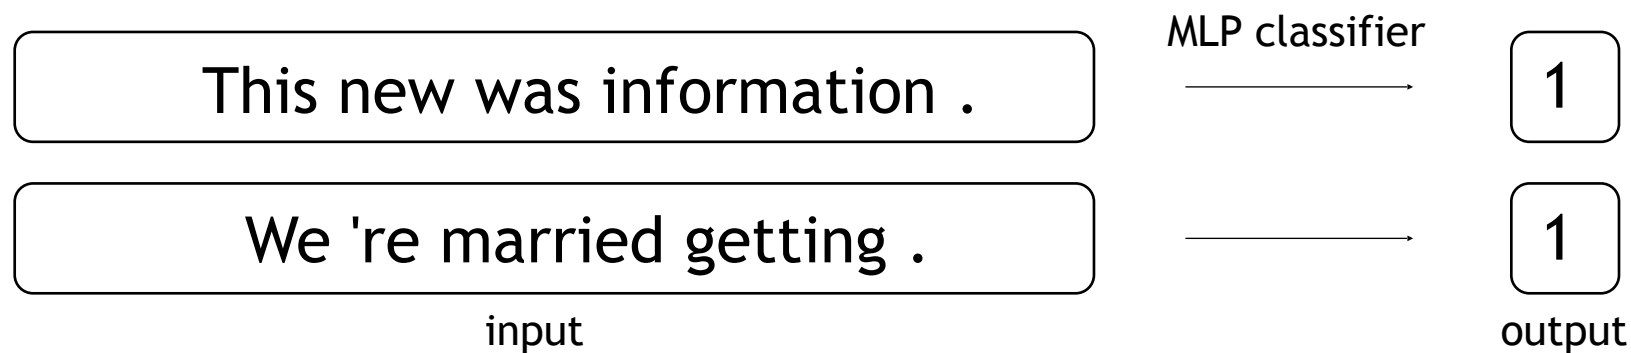 MLP classifier
This new was information .
1
We 're married getting .
1
input
output